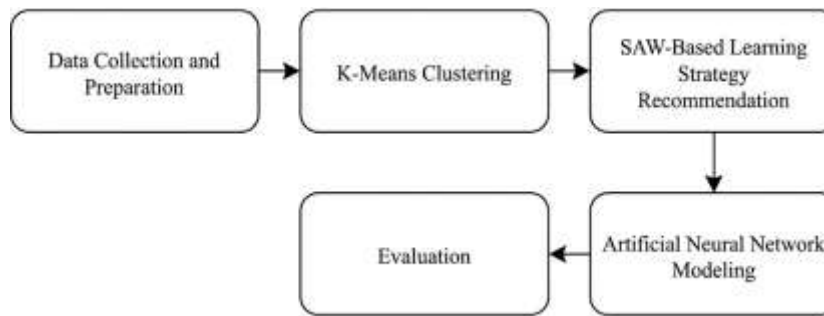 Data Collection and
Preparation
K-Means Clustering
SAW-Based Learning
Strategy
Recommendation
Artificial Neural Network
Modeling
Evaluation